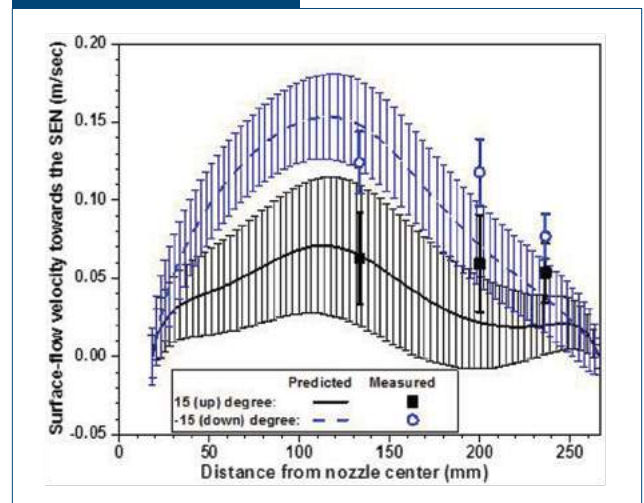 Surface-flow velocity towards the SEN (m/sec)
0.20
0.15
0.10
0.05
0.00
-0.05
Predicted Measured
15 (up) degree:
-15 (down) degree:
0 50 100 150 200 250
Distance from nozzle center (mm)